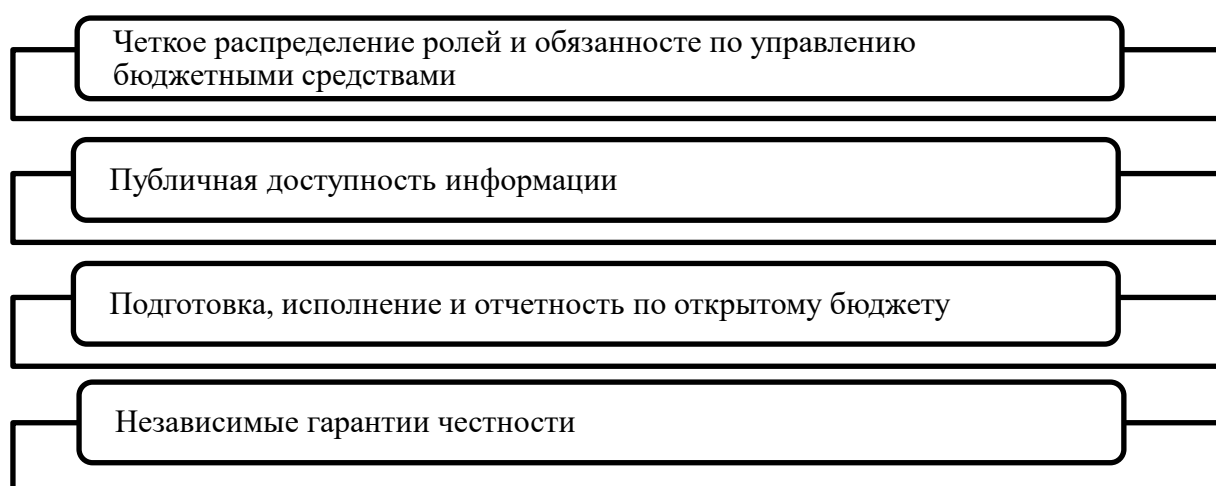 Четкое распределение ролей и обязанносте по управлению
бюджетными средствами
Публичная доступность информации
Подготовка, исполнение и отчетность по открытому бюджету
Независимые гарантии честности